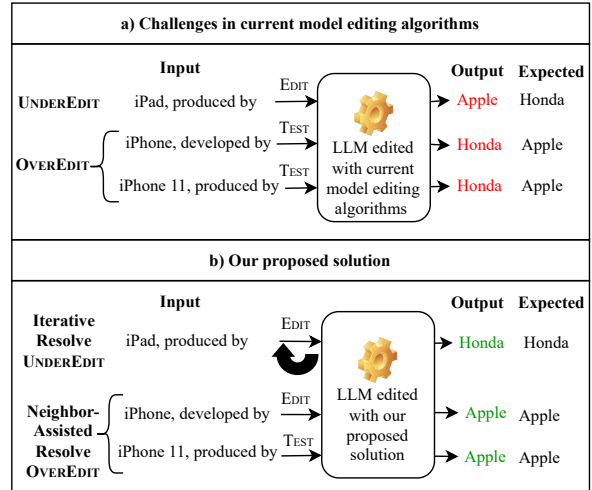 a) Challenges in current model editing algorithms
Input
Output
Expected
UNDEREDIT
iPad, produced by
EDIT
Apple
Honda
OVEREDIT
iPhone, developed by
TEST
Honda
Apple
iPhone 11, produced by
TEST
Honda
Apple
LLM edited
with current
model editing
algorithms
b) Our proposed solution
Input
Output
Expected
Iterative
Resolve
UNDEREDIT
iPad, produced by
EDIT
Honda
Honda
Neighbor-
Assisted
Resolve
OVEREDIT
iPhone, developed by
EDIT
Apple
Apple
iPhone 11, produced by
TEST
Apple
Apple
LLM edited
with our
proposed
solution